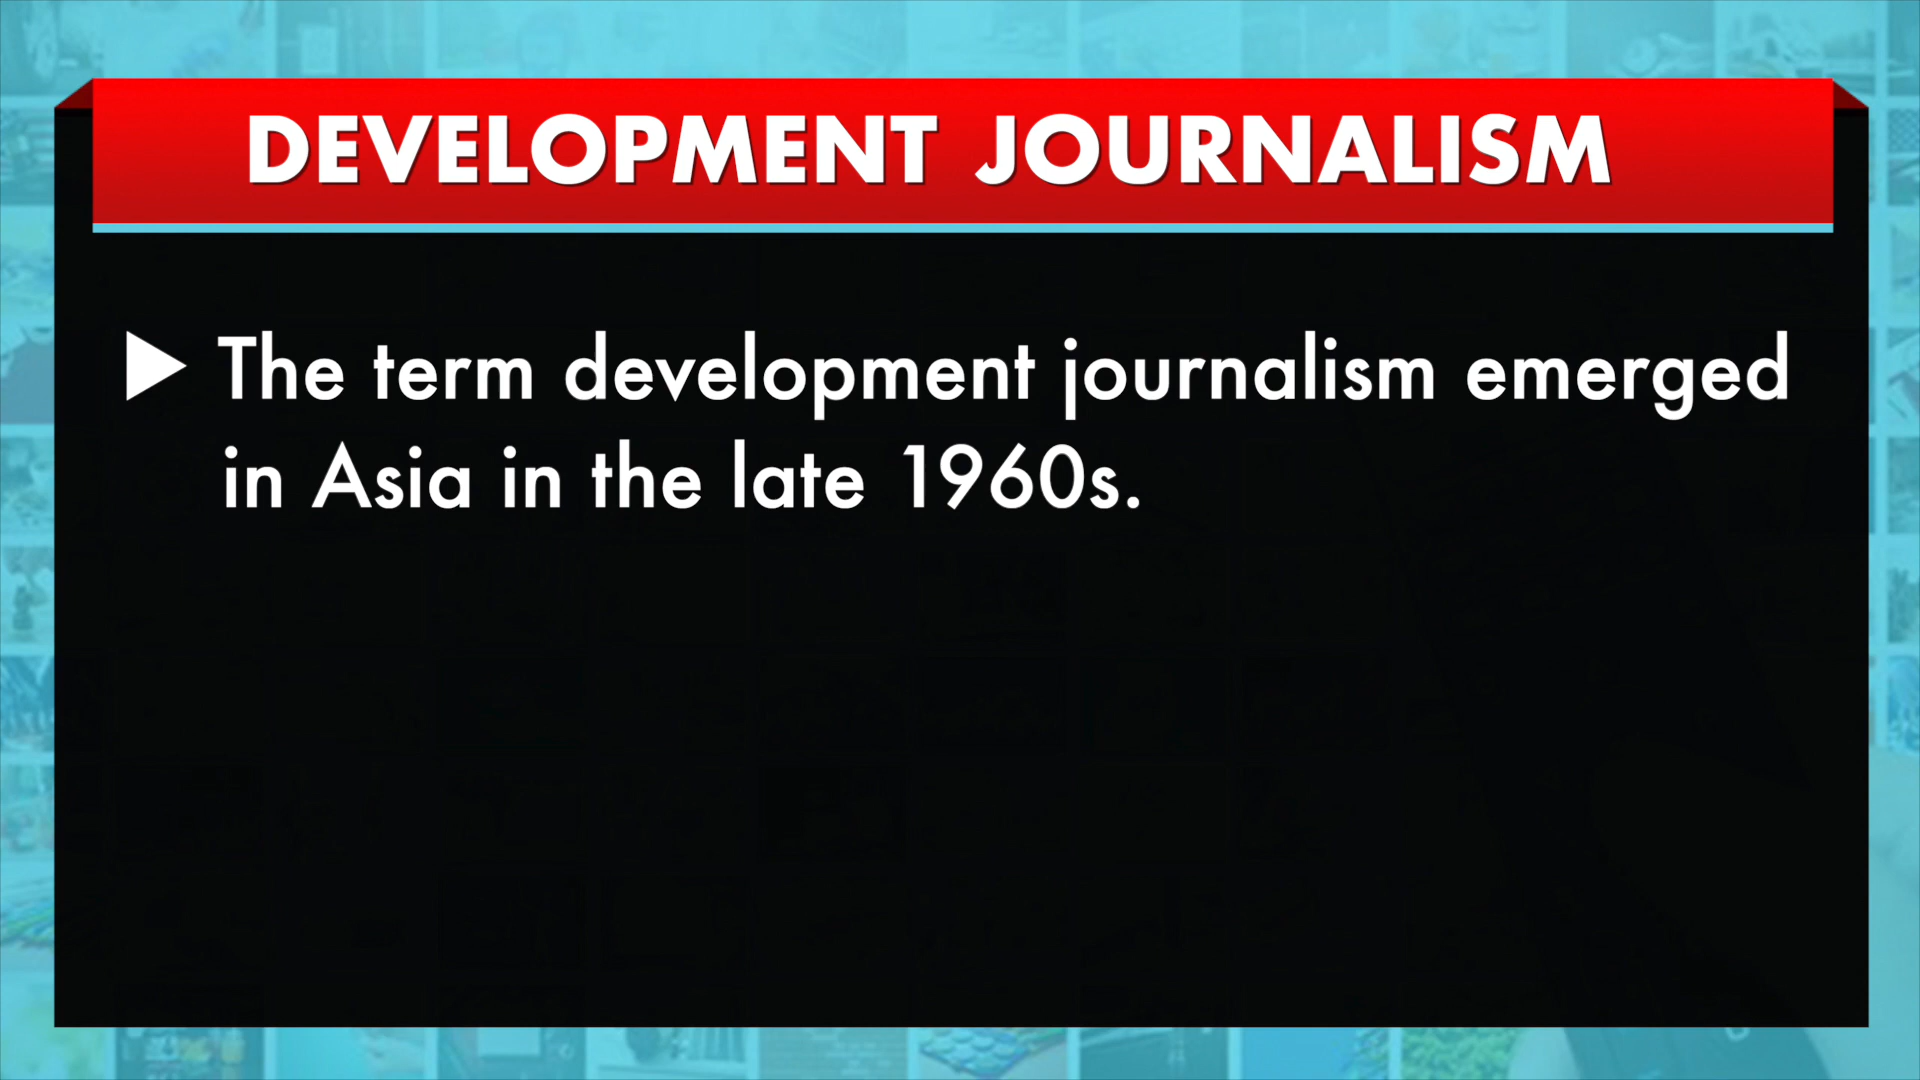 DEVELOPMENT JOURNALISM
The term development journalism emerged
in Asia in the late 1960s.